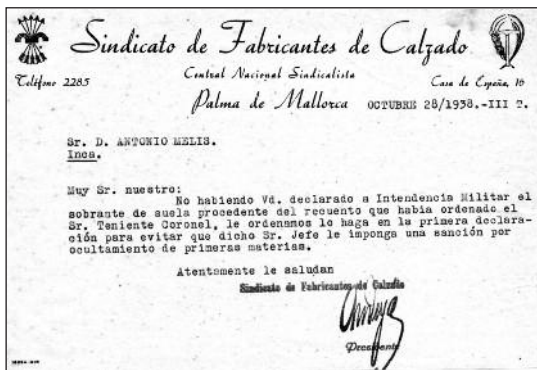 Sindicato de Fabricantes de Calzado
Central Nacional Sindicalista
Teléfono 2285
Casa de España, 16
Palma de Mallorca OCTUBRE 28/1938.-III T.
Sr. D. ANTONIO MELIS.
Inca.
Muy Sr. nuestro:
No habiendo Vd. declarado a Intendencia Militar el
sobrante de suela procedente del recuento que habia ordenado el
Sr. Teniente Coronel, le ordenamos lo haga en la primera declara-
ción para evitar que dicho Sr. Jefe le imponga una sanción por
ocultamiento de primeras materias.
Atentamente le saludan
Sindicato de Fabricantes de Calzado
Presidente